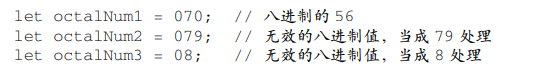 let octalNum1 = 070;  // 八进制的 56
let octalNum2 = 079;  // 无效的八进制值，当成 79 处理
let octalNum3 = 08;   // 无效的八进制值，当成 8 处理